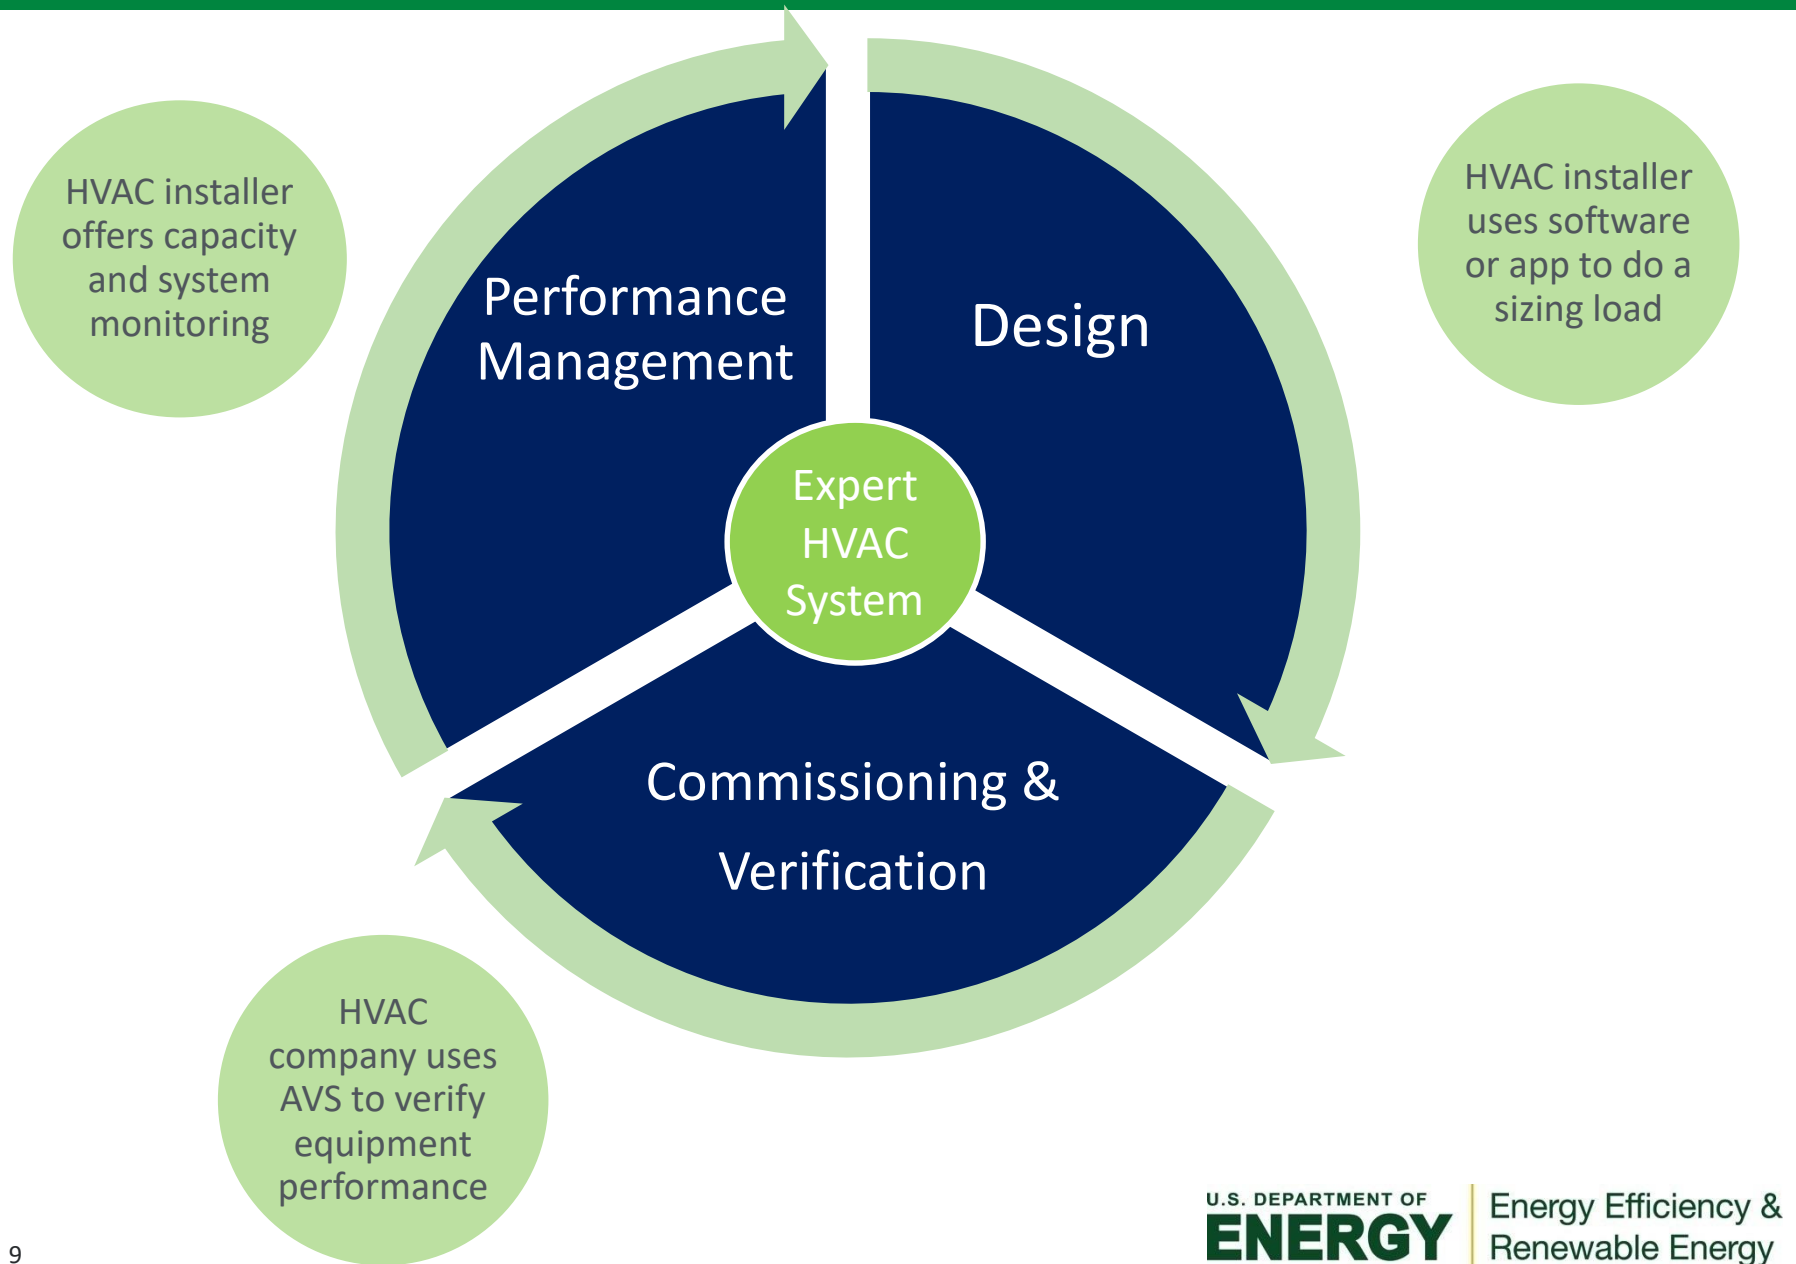 HVAC installer
offers capacity
and system
monitoring
Performance
Management
Design
HVAC installer
uses software
or app to do a
sizing load
Expert
HVAC
System
Commissioning &
Verification
HVAC
company uses
AVS to verify
equipment
performance
9
U.S. DEPARTMENT OF
ENERGY
Energy Efficiency &
Renewable Energy